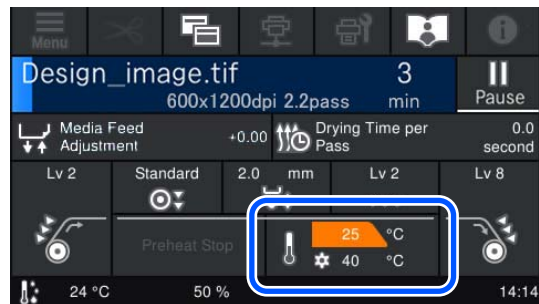 Menu
Design_image.tif
3
600x1200dpi 2.2pass
min
Pause
Media Feed
Adjustment
+0.00
Drying Time per
Pass
0.0
second
Lv 2
Standard
2.0 mm
Lv 2
Lv 8
Preheat Stop
25 °C
40 °C
24 °C
50 %
14:14